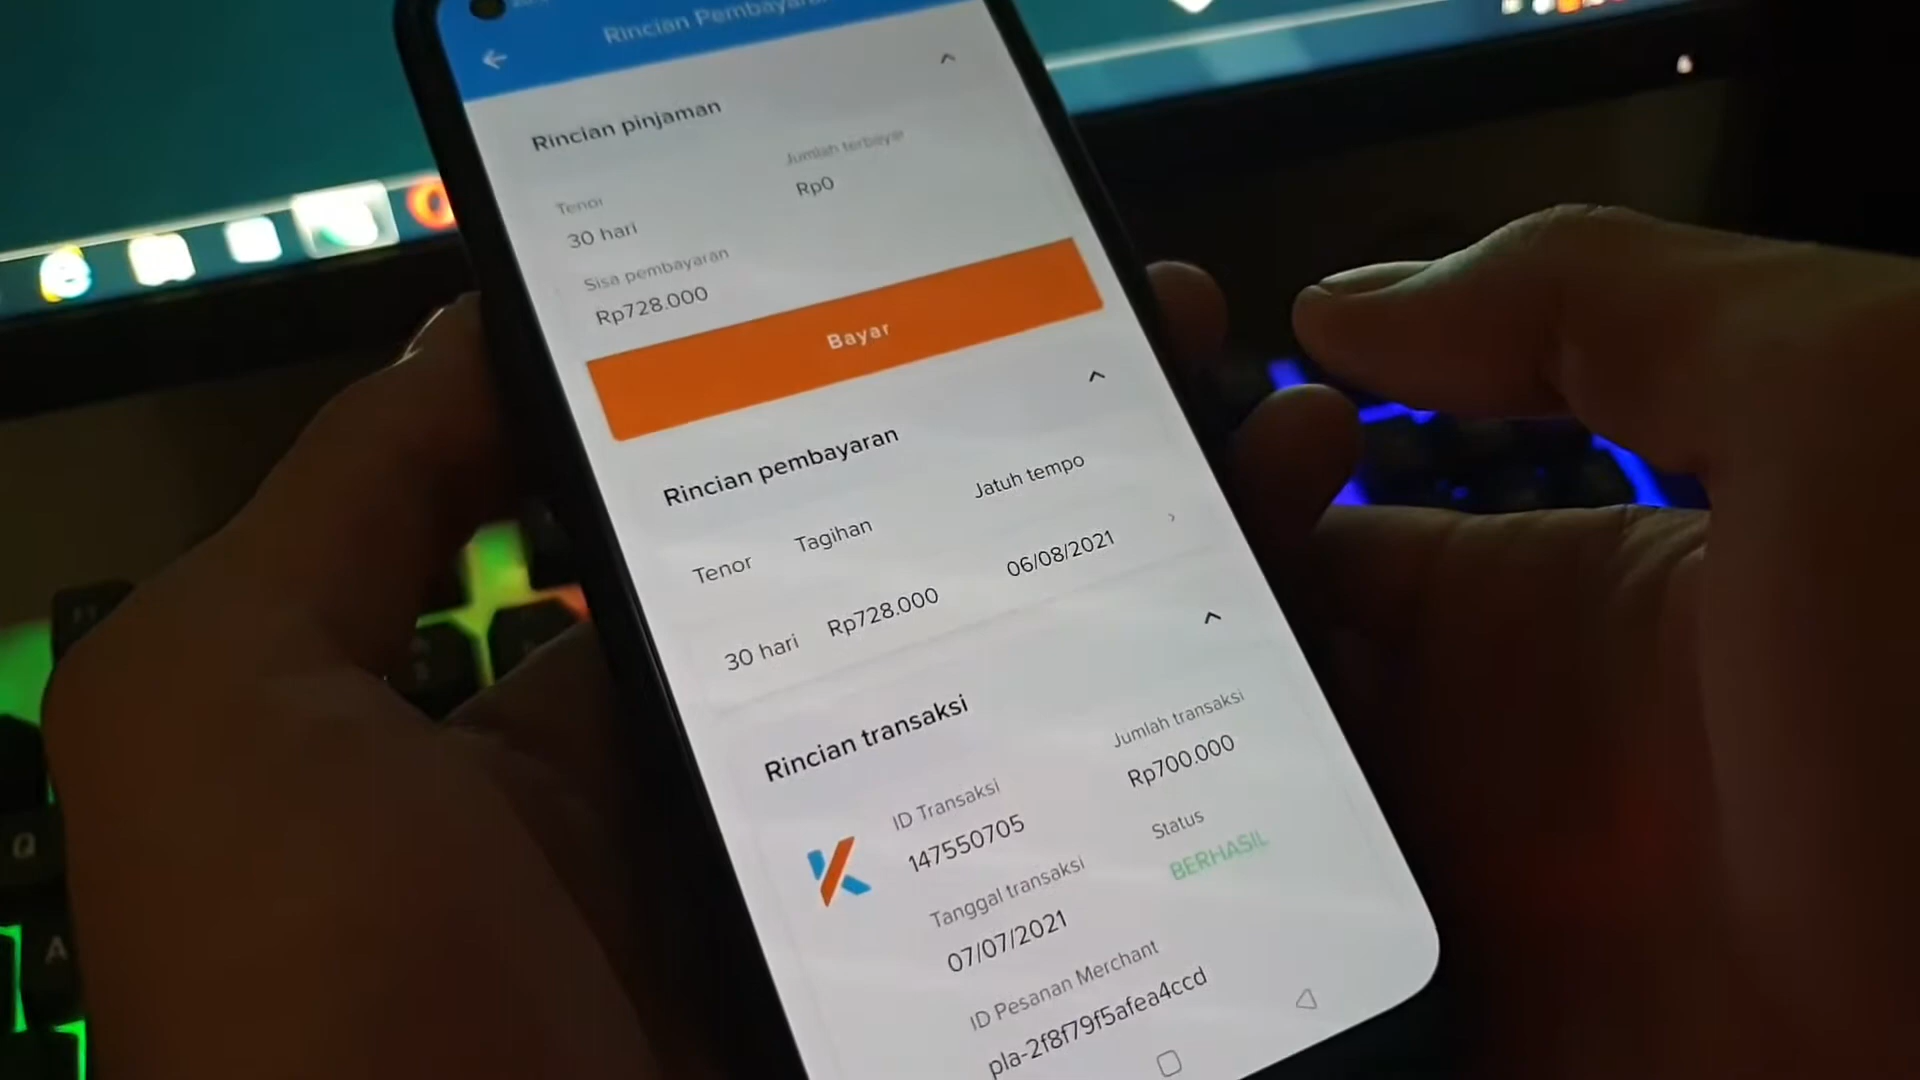 Rincian Pembayaran
Rincian pinjaman
Tenor
Jumlah terbayar
30 hari
Rp0
Sisa pembayaran
Rp728.000
Bayar
Rincian pembayaran
Tenor Tagihan Jatuh tempo
30 hari Rp728.000 06/08/2021
Rincian transaksi
ID Transaksi
Jumlah transaksi
147550705
Rp700.000
Tanggal transaksi
Status
07/07/2021
BERHASIL
ID Pesanan Merchant
pla-2f8f79f5afea4ccd
Q
A